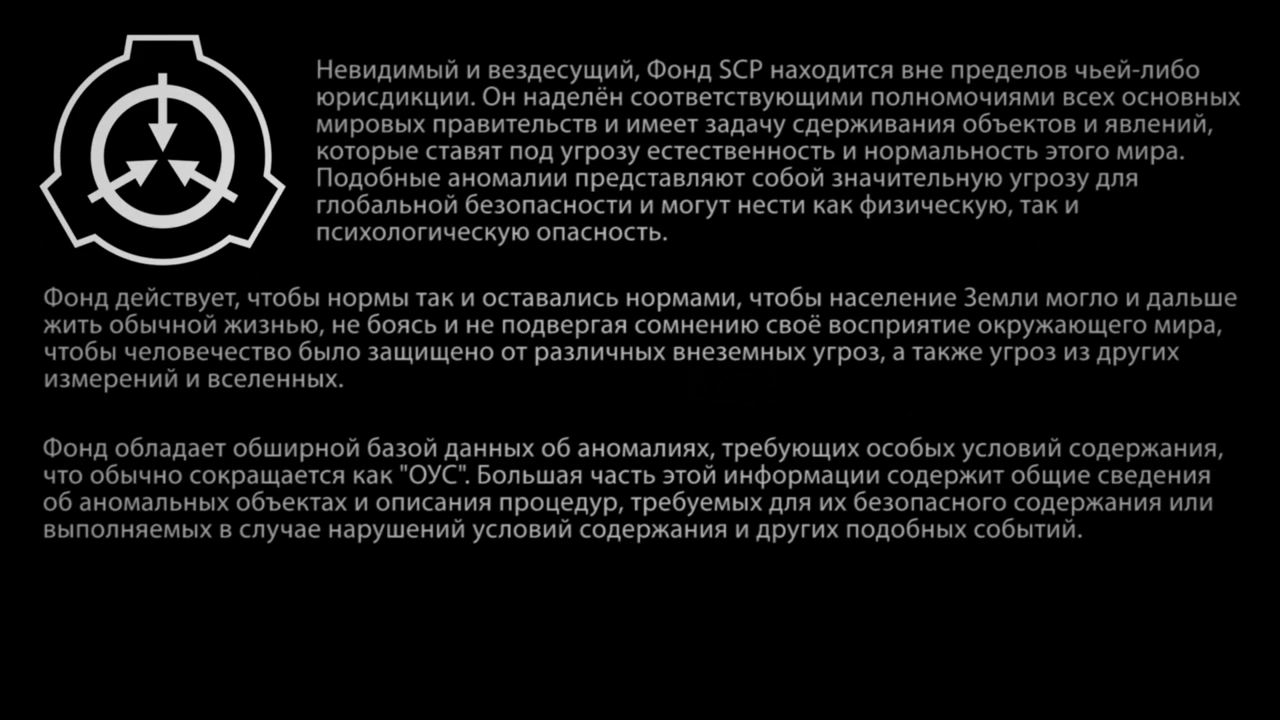 Невидимый и вездесущий, Фонд SCP находится вне пределов чьей-либо
юрисдикции. Он наделён соответствующими полномочиями всех основных
мировых правительств и имеет задачу сдерживания объектов и явлений,
которые ставят под угрозу естественность и нормальность этого мира.
Подобные аномалии представляют собой значительную угрозу для
глобальной безопасности и могут нести как физическую, так и
психологическую опасность.
Фонд действует, чтобы нормы так и оставались нормами, чтобы население Земли могло и дальше
жить обычной жизнью, не боясь и не подвергая сомнению своё восприятие окружающего мира,
чтобы человечество было защищено от различных внеземных угроз, а также угроз из других
измерений и вселенных.
Фонд обладает обширной базой данных об аномалиях, требующих особых условий содержания,
что обычно сокращается как "ОУС". Большая часть этой информации содержит общие сведения
об аномальных объектах и описания процедур, требуемых для их безопасного содержания или
выполняемых в случае нарушений условий содержания и других подобных событий.